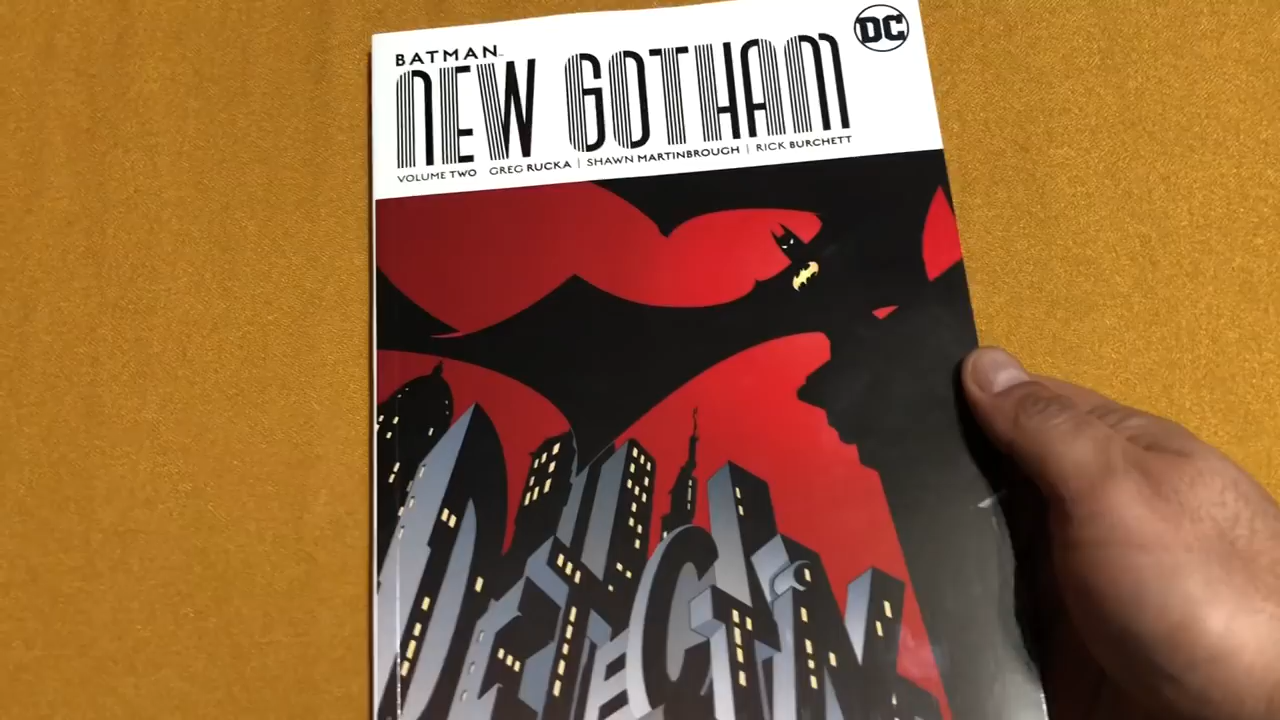 BATMAN
DC
NEW GOTHAM
VOLUME TWO GREG RUCKA | SHAWN MARTINBROUGH | RICK BURCHETT